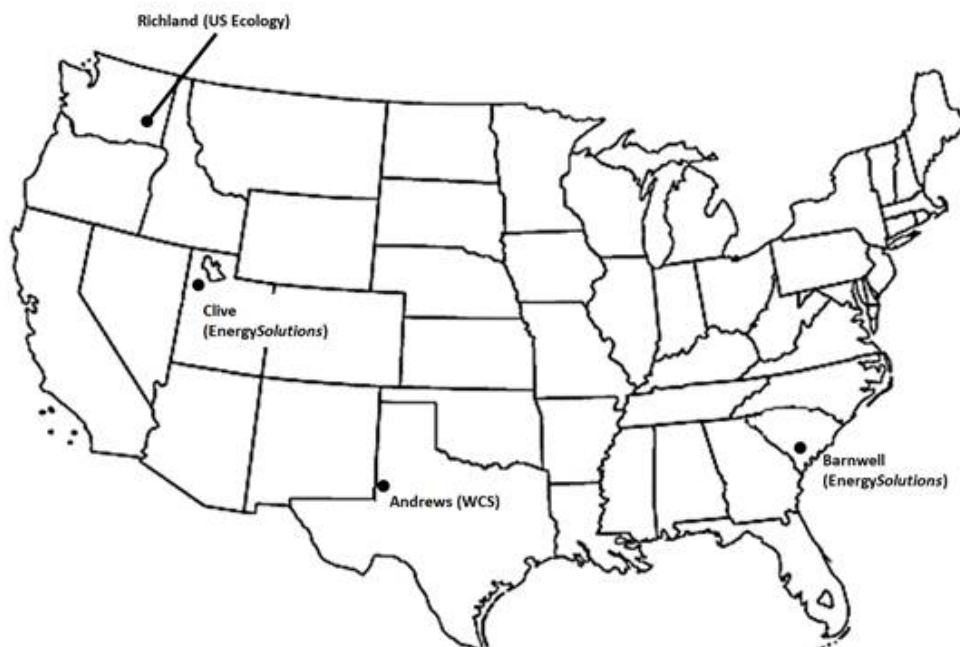 Richland (US Ecology)
Clive
(EnergySolutions)
Andrews (WCS)
Barnwell
(EnergySolutions)